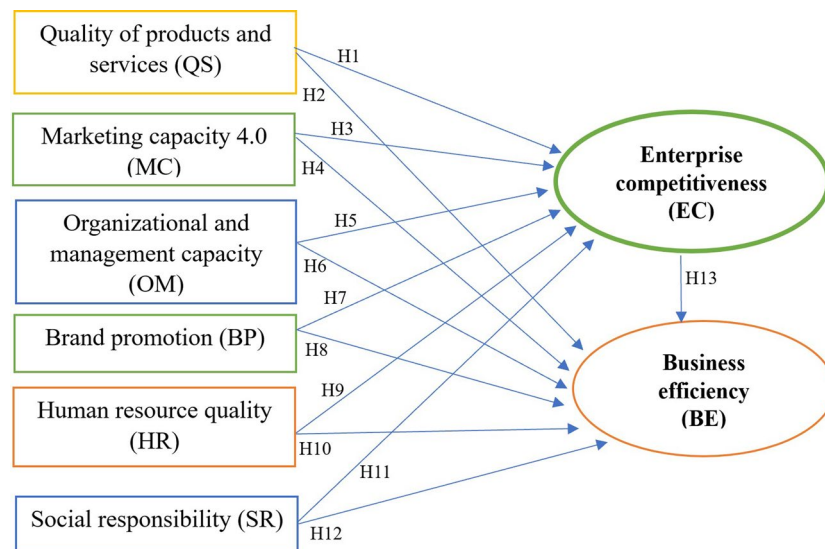 Quality of products and
services (QS)
H1
H2
Marketing capacity 4.0
(MC)
H3
H4
Enterprise
competitiveness
(EC)
Organizational and
management capacity
(OM)
H5
H6
H13
Brand promotion (BP)
H7
H8
Business
efficiency
(BE)
Human resource quality
(HR)
H9
H10
Social responsibility (SR)
H11
H12